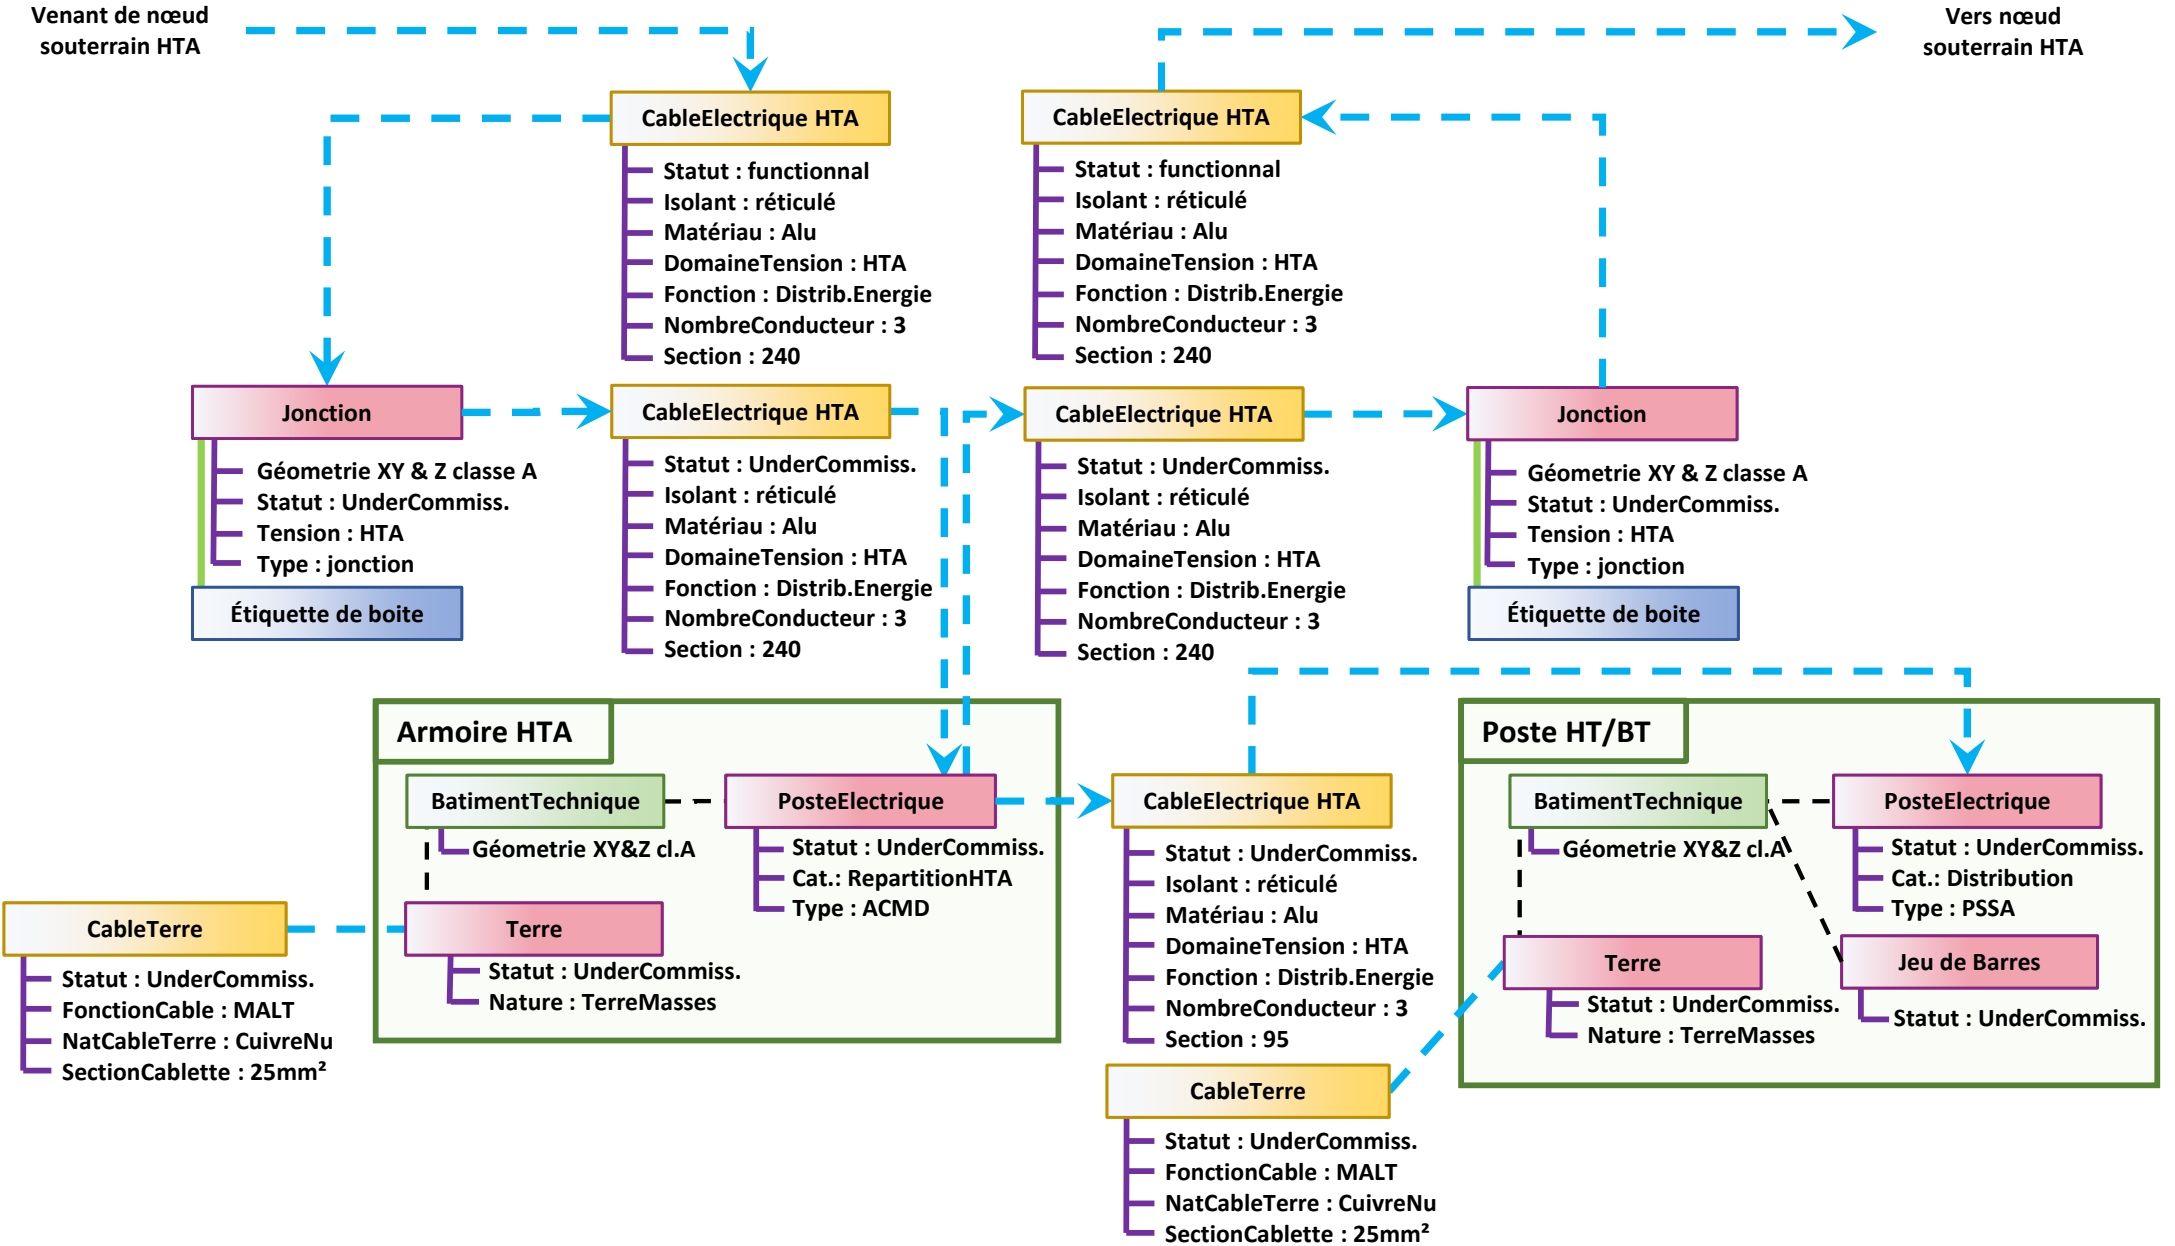 Venant de nœud
souterrain HTA
Vers nœud
souterrain HTA
CableElectrique HTA
Statut : functionnal
Isolant : réticulé
Matériau : Alu
DomaineTension : HTA
Fonction : Distrib.Energie
NombreConducteur : 3
Section : 240
CableElectrique HTA
Statut : functionnal
Isolant : réticulé
Matériau : Alu
DomaineTension : HTA
Fonction : Distrib.Energie
NombreConducteur : 3
Section : 240
Jonction
Géometrie XY & Z classe A
Statut : UnderCommiss.
Tension : HTA
Type : jonction
Étiquette de boite
CableElectrique HTA
Statut : UnderCommiss.
Isolant : réticulé
Matériau : Alu
DomaineTension : HTA
Fonction : Distrib.Energie
NombreConducteur : 3
Section : 240
CableElectrique HTA
Statut : UnderCommiss.
Isolant : réticulé
Matériau : Alu
DomaineTension : HTA
Fonction : Distrib.Energie
NombreConducteur : 3
Section : 240
Jonction
Géometrie XY & Z classe A
Statut : UnderCommiss.
Tension : HTA
Type : jonction
Étiquette de boite
Armoire HTA
BatimentTechnique
Géometrie XY&Z cl.A
PosteElectrique
Statut : UnderCommiss.
Cat.: RepartitionHTA
Type : ACMD
Terre
Statut : UnderCommiss.
Nature : TerreMasses
CableTerre
Statut : UnderCommiss.
FonctionCable : MALT
NatCableTerre : CuivreNu
SectionCablette : 25mm²
CableElectrique HTA
Statut : UnderCommiss.
Isolant : réticulé
Matériau : Alu
DomaineTension : HTA
Fonction : Distrib.Energie
NombreConducteur : 3
Section : 95
CableTerre
Statut : UnderCommiss.
FonctionCable : MALT
NatCableTerre : CuivreNu
SectionCablette : 25mm²
Poste HT/BT
BatimentTechnique
Géometrie XY&Z cl.A
PosteElectrique
Statut : UnderCommiss.
Cat.: Distribution
Type : PSSA
Terre
Statut : UnderCommiss.
Nature : TerreMasses
Jeu de Barres
Statut : UnderCommiss.